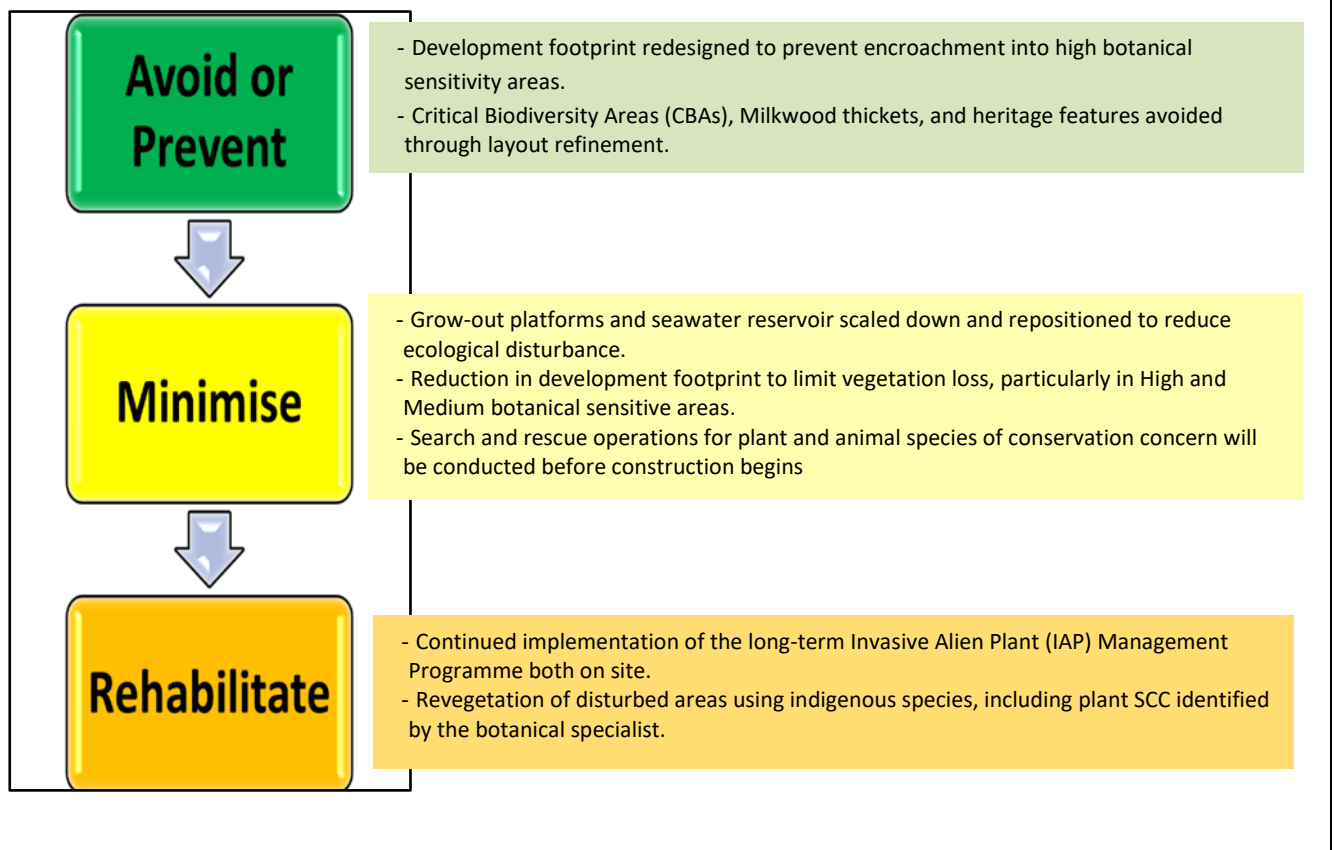 Avoid or
Prevent
- Development footprint redesigned to prevent encroachment into high botanical
sensitivity areas.
- Critical Biodiversity Areas (CBAs), Milkwood thickets, and heritage features avoided
through layout refinement.
Minimise
- Grow-out platforms and seawater reservoir scaled down and repositioned to reduce
ecological disturbance.
- Reduction in development footprint to limit vegetation loss, particularly in High and
Medium botanical sensitive areas.
- Search and rescue operations for plant and animal species of conservation concern will
be conducted before construction begins
Rehabilitate
- Continued implementation of the long-term Invasive Alien Plant (IAP) Management
Programme both on site.
- Revegetation of disturbed areas using indigenous species, including plant SCC identified
by the botanical specialist.